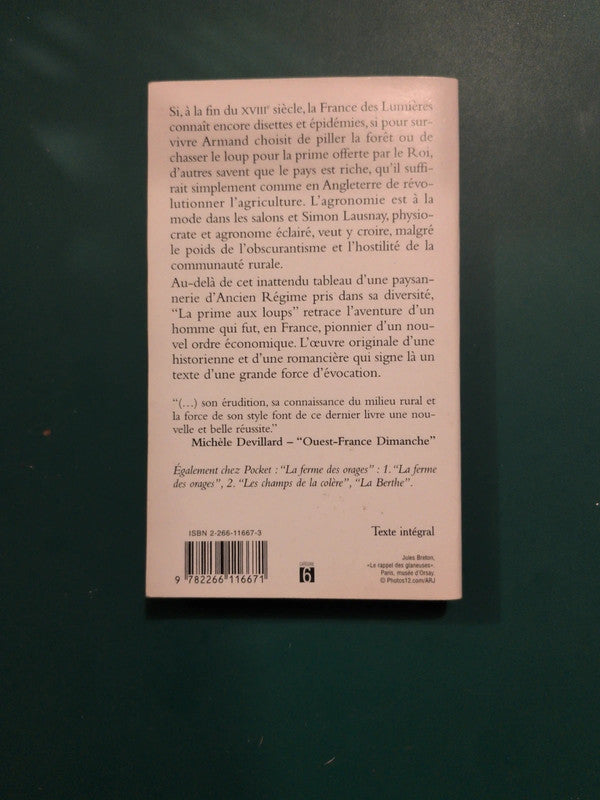 Si, à la fin du XVIIIe siècle, la France des Lumières
connaît encore disettes et épidémies, si pour sur-
vivre Armand choisit de piller la forêt ou de
chasser le loup pour la prime offerte par le Roi,
d'autres savent que le pays est riche, qu'il suffi-
rait simplement comme en Angleterre de révo-
lutionner l'agriculture. L'agronomie est à la
mode dans les salons et Simon Lausnay, physio-
crate et agronome éclairé, veut y croire, malgré
le poids de l'obscurantisme et l'hostilité de la
communauté rurale.
Au-delà de cet inattendu tableau d'une paysan-
nerie d'Ancien Régime pris dans sa diversité,
“La prime aux loups” retrace l'aventure d'un
homme qui fut, en France, pionnier d'un nou-
vel ordre économique. L'œuvre originale d'une
historienne et d'une romancière qui signe là un
texte d'une grande force d'évocation.
“(…) son érudition, sa connaissance du milieu rural et
la force de son style font de ce dernier livre une nou-
velle et belle réussite.”
Michèle Devillard – “Ouest-France Dimanche”
Également chez Pocket : “La ferme des orages” : 1. “La ferme
des orages”, 2. “Les champs de la colère”, “La Berthe”.
ISBN 2-266-11667-3
Texte intégral
9 782266 116671
CATÉGORIE
6
Jules Breton,
«Le rappel des glaneuses».
Paris, musée d'Orsay.
© Photos12.com/ARJ